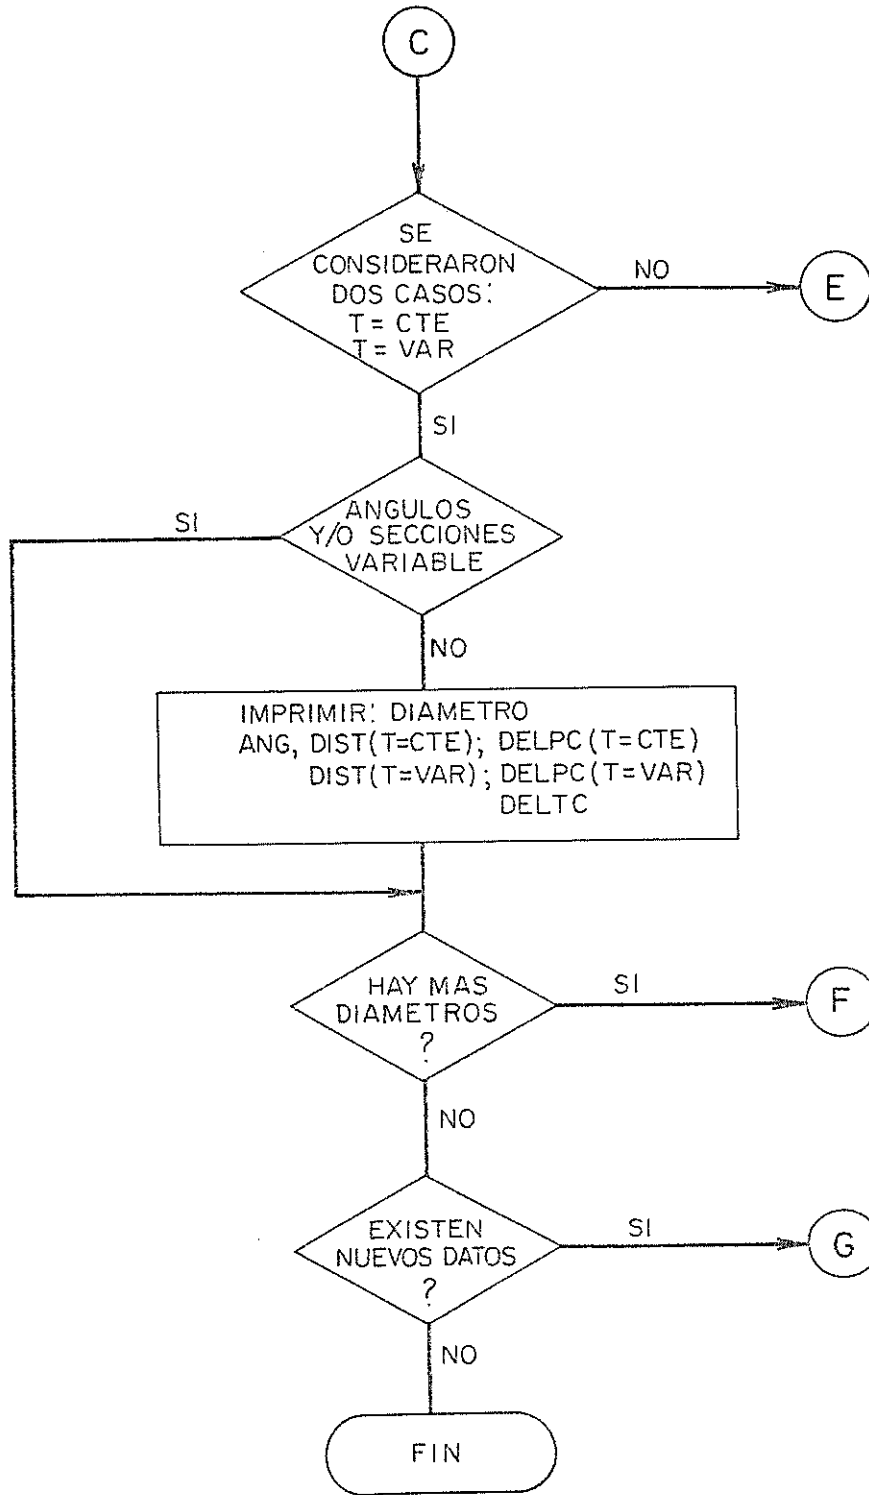 C
SE
CONSIDERARON
DOS CASOS:
T = CTE
T = VAR
NO
E
SI
ANGULOS
Y/O SECCIONES
VARIABLE
SI
NO
IMPRIMIR: DIAMETRO
ANG, DIST(T=CTE); DELPC(T=CTE)
DIST(T=VAR); DELPC(T=VAR)
DELTC
HAY MAS
DIAMETROS
?
SI
F
NO
EXISTEN
NUEVOS DATOS
?
SI
G
NO
FIN